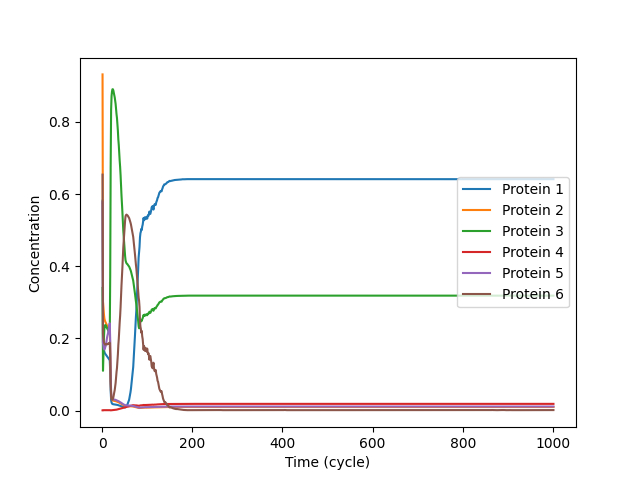 0.8
0.6
0.4
0.2
0.0
Concentration
0 200 400 600 800 1000
Time (cycle)
Protein 1
Protein 2
Protein 3
Protein 4
Protein 5
Protein 6